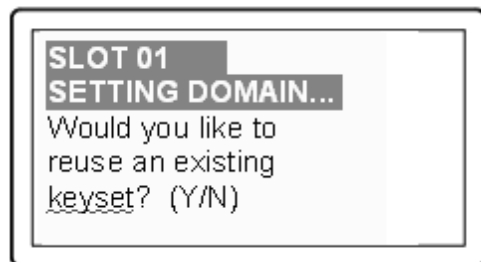 SLOT 01
SETTING DOMAIN...
Would you like to
reuse an existing
keyset? (Y/N)